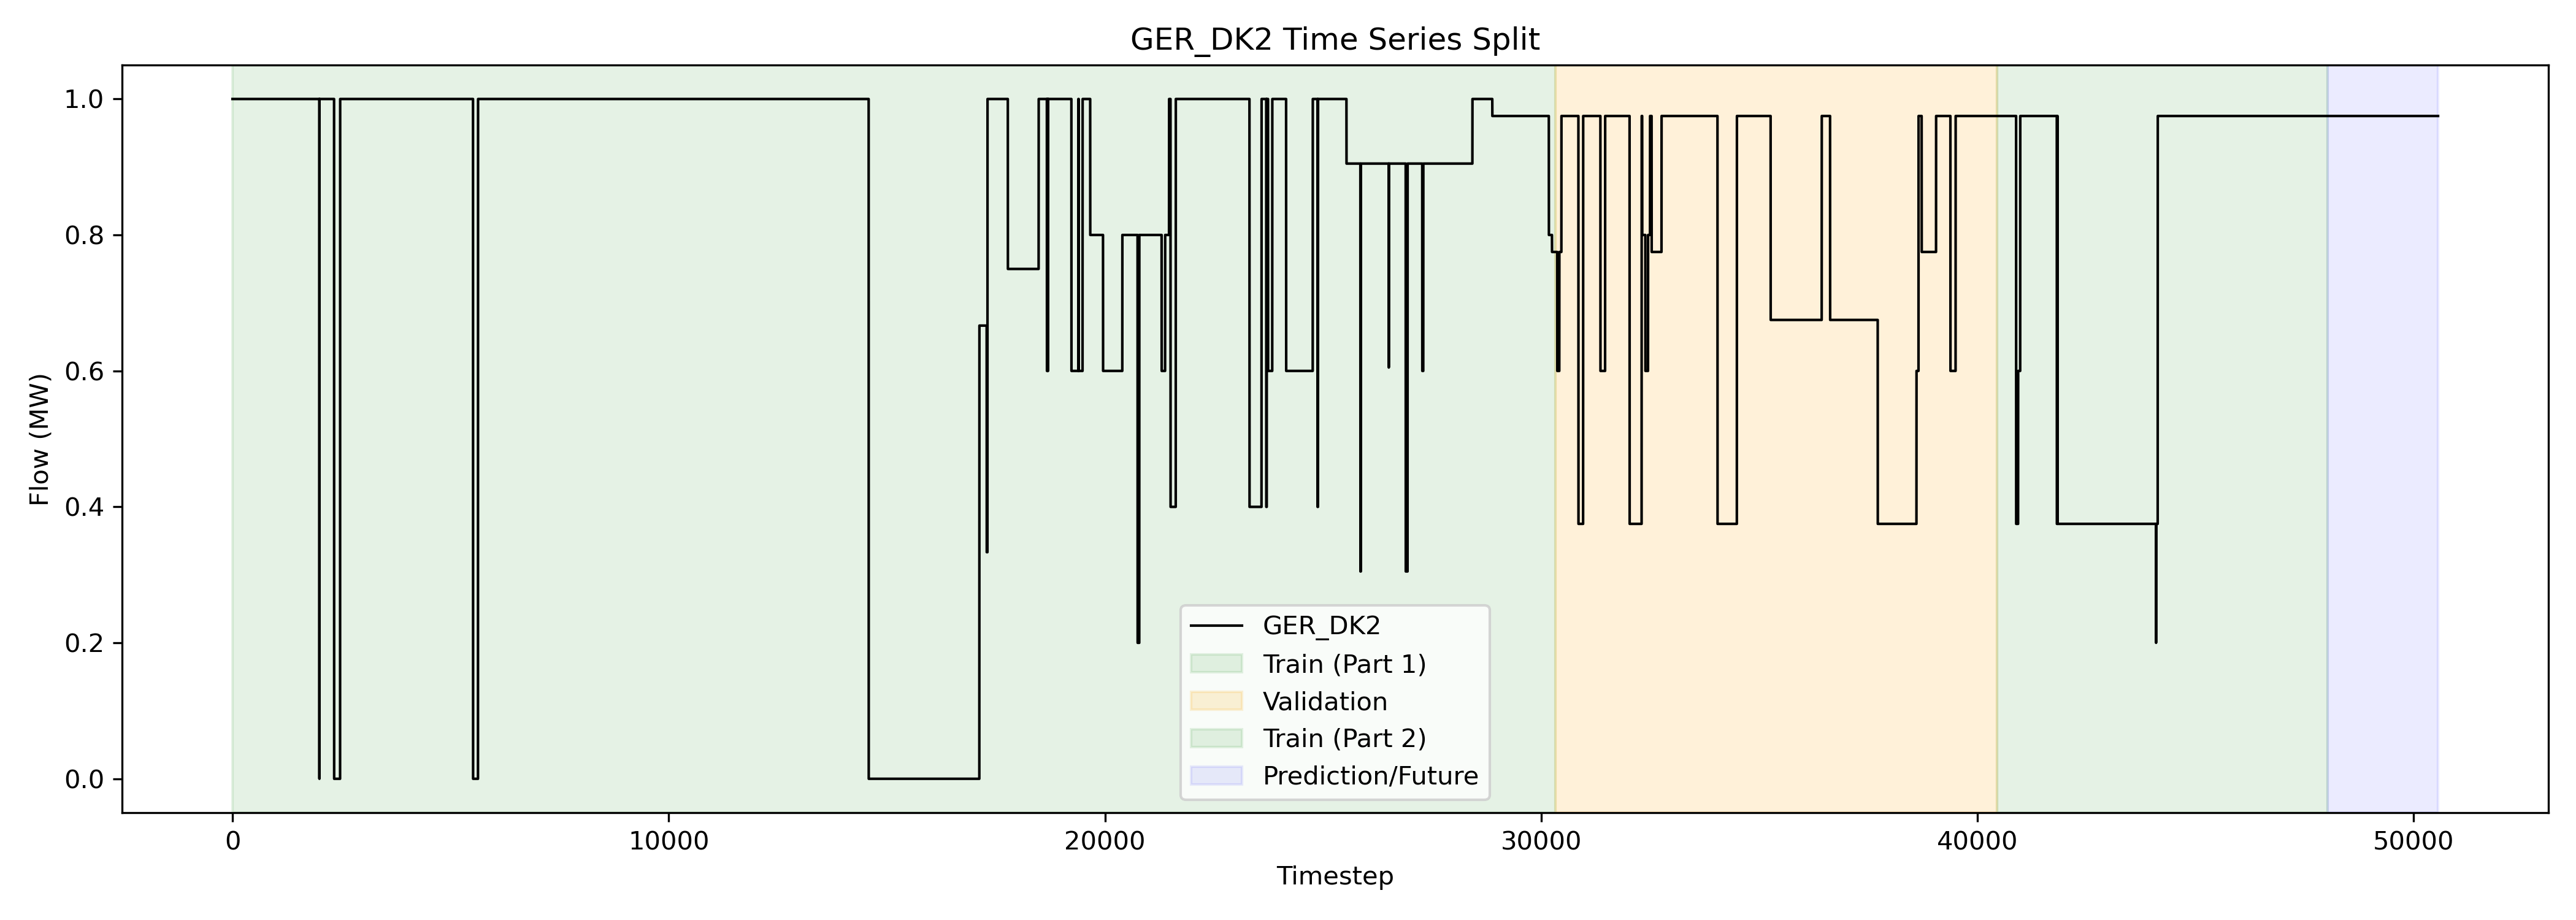 GER_DK2 Time Series Split
Flow (MW)
1.0
0.8
0.6
0.4
0.2
0.0
GER_DK2
Train (Part 1)
Validation
Train (Part 2)
Prediction/Future
0 10000 20000 30000 40000 50000
Timestep